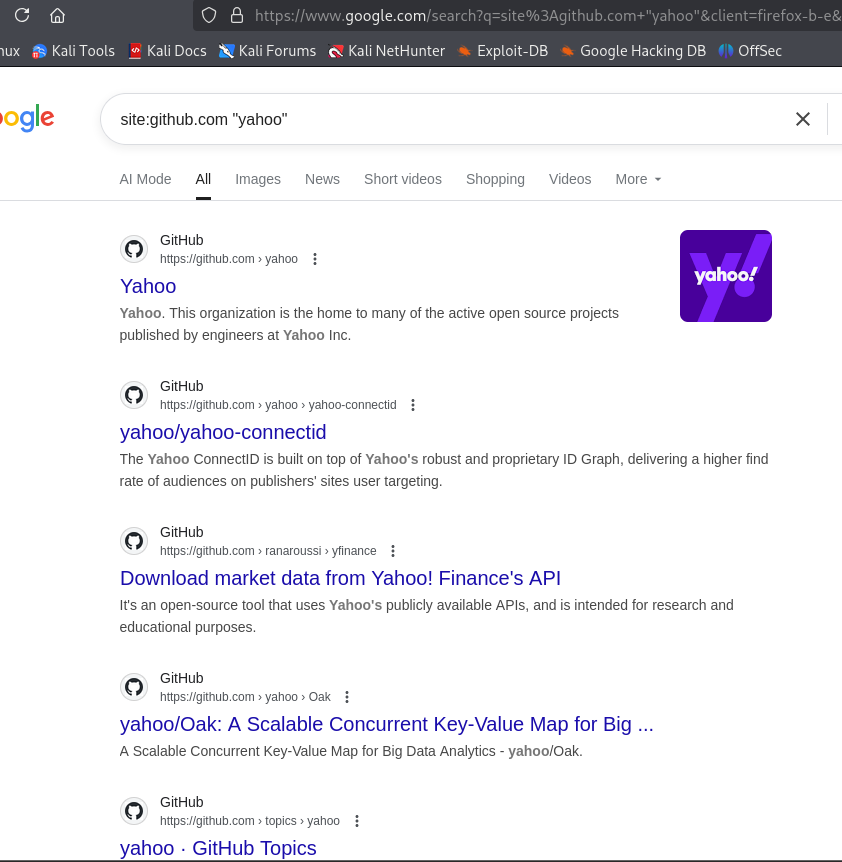 https://www.google.com/search?q=site%3Agithub.com+"yahoo"&client=firefox-b-e&
nux Kali Tools Kali Docs Kali Forums Kali NetHunter Exploit-DB Google Hacking DB OffSec
ogle
site:github.com "yahoo"
AI Mode All Images News Short videos Shopping Videos More
GitHub
https://github.com › yahoo
Yahoo
Yahoo. This organization is the home to many of the active open source projects
published by engineers at Yahoo Inc.
yahoo!
GitHub
https://github.com › yahoo › yahoo-connectid
yahoo/yahoo-connectid
The Yahoo ConnectID is built on top of Yahoo's robust and proprietary ID Graph, delivering a higher find
rate of audiences on publishers' sites user targeting.
GitHub
https://github.com › ranaroussi › yfinance
Download market data from Yahoo! Finance's API
It's an open-source tool that uses Yahoo's publicly available APIs, and is intended for research and
educational purposes.
GitHub
https://github.com › yahoo › Oak
yahoo/Oak: A Scalable Concurrent Key-Value Map for Big ...
A Scalable Concurrent Key-Value Map for Big Data Analytics - yahoo/Oak.
GitHub
https://github.com › topics › yahoo
yahoo · GitHub Topics